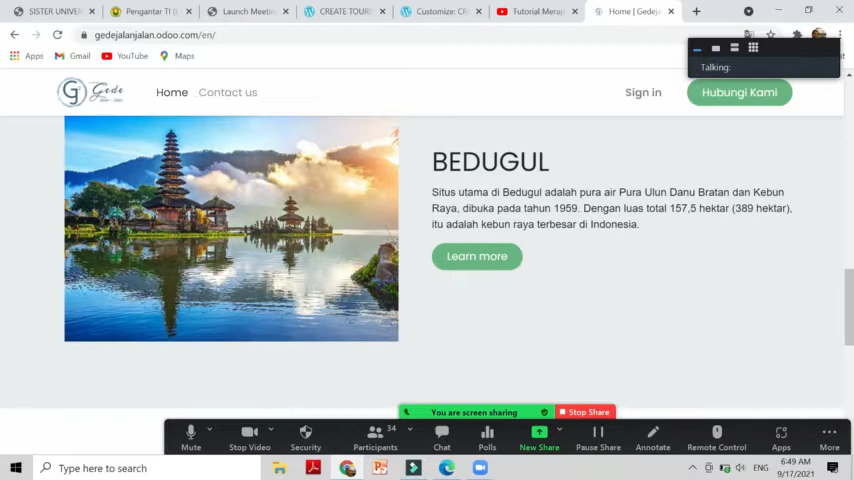 SISTER UNIVER
Pengantar TI (
Launch Meetin
CREATE TOURN
Customize: CR
Tutorial Meraj
Home | Gedeja
gedejalanjalan.odoo.com/en/
Apps
Gmail
YouTube
Maps
Talking:
Gede
Home
Contact us
Sign in
Hubungi Kami
BEDUGUL
Situs utama di Bedugul adalah pura air Pura Ulun Danu Bratan dan Kebun
Raya, dibuka pada tahun 1959. Dengan luas total 157,5 hektar (389 hektar),
itu adalah kebun raya terbesar di Indonesia.
Learn more
You are screen sharing
Stop Share
34
Mute
Stop Video
Security
Participants
Chat
Polls
New Share
Pause Share
Annotate
Remote Control
Apps
More
Type here to search
ENG
6:49 AM
9/17/2021